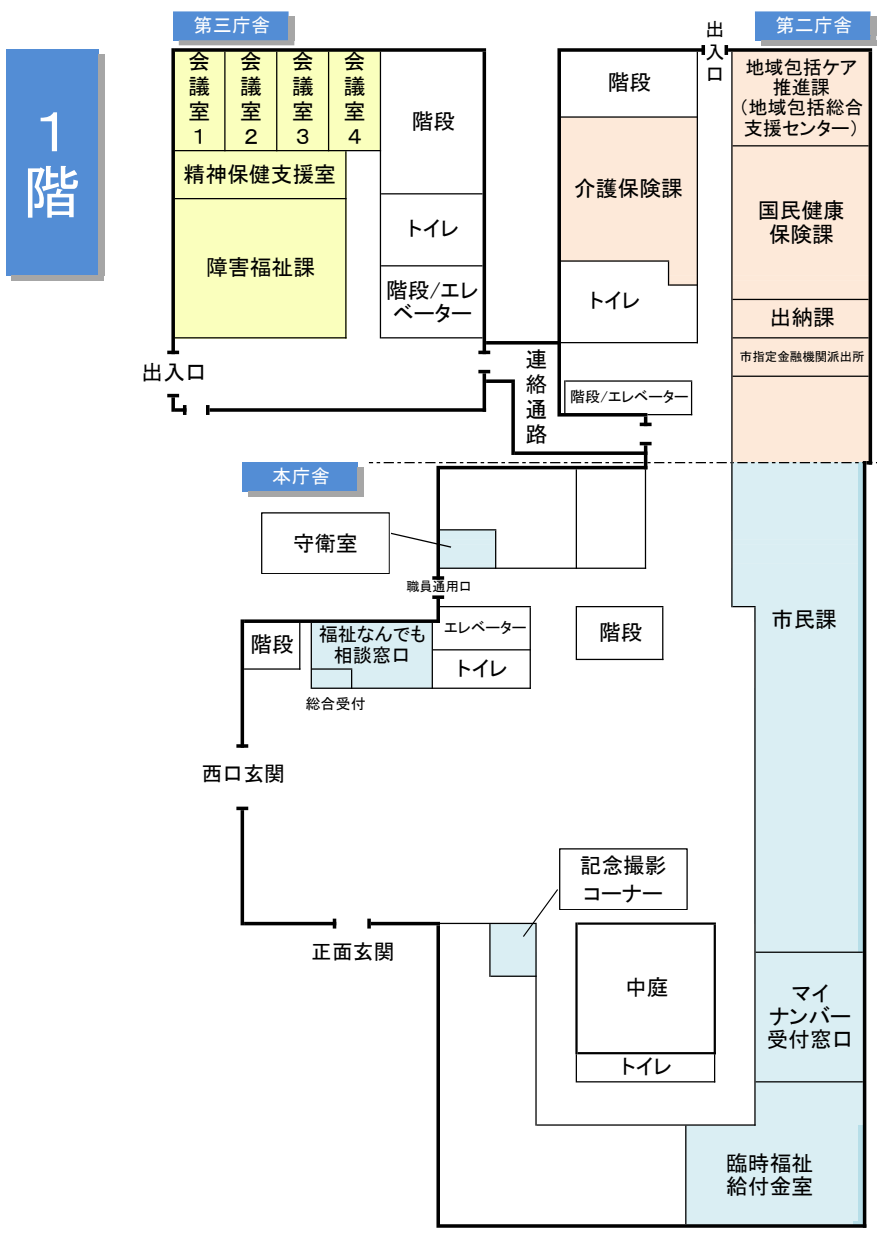 1階
第三庁舎
会議室1
会議室2
会議室3
会議室4
階段
精神保健支援室
トイレ
障害福祉課
階段/エレ
ベーター
出入口
連絡通路
第二庁舎
出入口
階段
地域包括ケア
推進課
(地域包括総合
支援センター)
介護保険課
国民健康
保険課
トイレ
出納課
市指定金融機関派出所
階段/エレベーター
本庁舎
守衛室
職員通用口
階段
福祉なんでも
相談窓口
エレベーター
トイレ
総合受付
階段
市民課
西口玄関
記念撮影
コーナー
正面玄関
中庭
トイレ
マイ
ナンバー
受付窓口
臨時福祉
給付金室